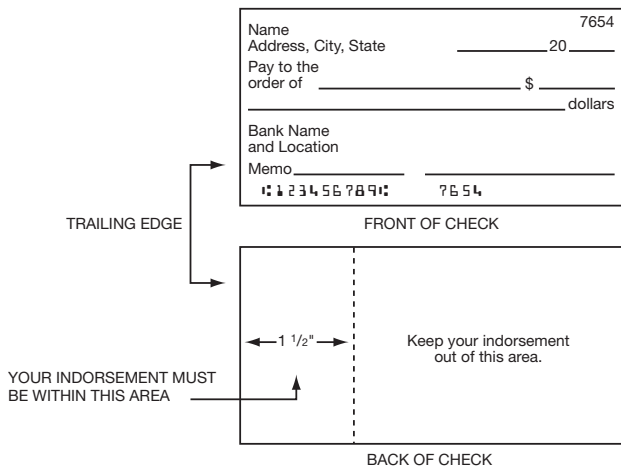 7654
Name
Address, City, State 20
Pay to the
order of $
dollars
Bank Name
and Location
Memo
⑆123456789⑆ 7654
FRONT OF CHECK
TRAILING EDGE
1 1/2"
Keep your indorsement
out of this area.
YOUR INDORSEMENT MUST
BE WITHIN THIS AREA
BACK OF CHECK